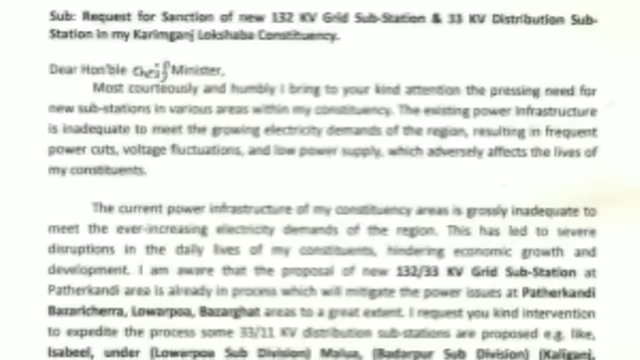 Sub: Request for Sanction of new 132 KV Grid Sub-Station & 33 KV Distribution Sub-
Station in my Karimganj Lokshaba Constituency.
Dear Hon'ble Chief Minister,
Most courteously and humbly I bring to your kind attention the pressing need for
new sub-stations in various areas within my constituency. The existing power Infrastructure
is inadequate to meet the growing electricity demands of the region, resulting in frequent
power cuts, voltage fluctuations, and low power supply, which adversely affects the lives of
my constituents.
The current power infrastructure of my constituency areas is grossly inadequate to
meet the ever-increasing electricity demands of the region. This has led to severe
disruptions in the daily lives of my constituents, hindering economic growth and
development. I am aware that the proposal of new 132/33 KV Grid Sub-Station at
Patherkandi area is already in process which will mitigate the power issues at Patherkandi
Bazaricherra, Lowarpoa, Bazarghat areas to a great extent. I request you kind intervention
to expedite the process some 33/11 KV distribution sub-stations are proposed e.g. like,
Isabeel, under (Lowarpoa Sub Division) Malua, (Badarpur Sub Division) (Kaliganj,